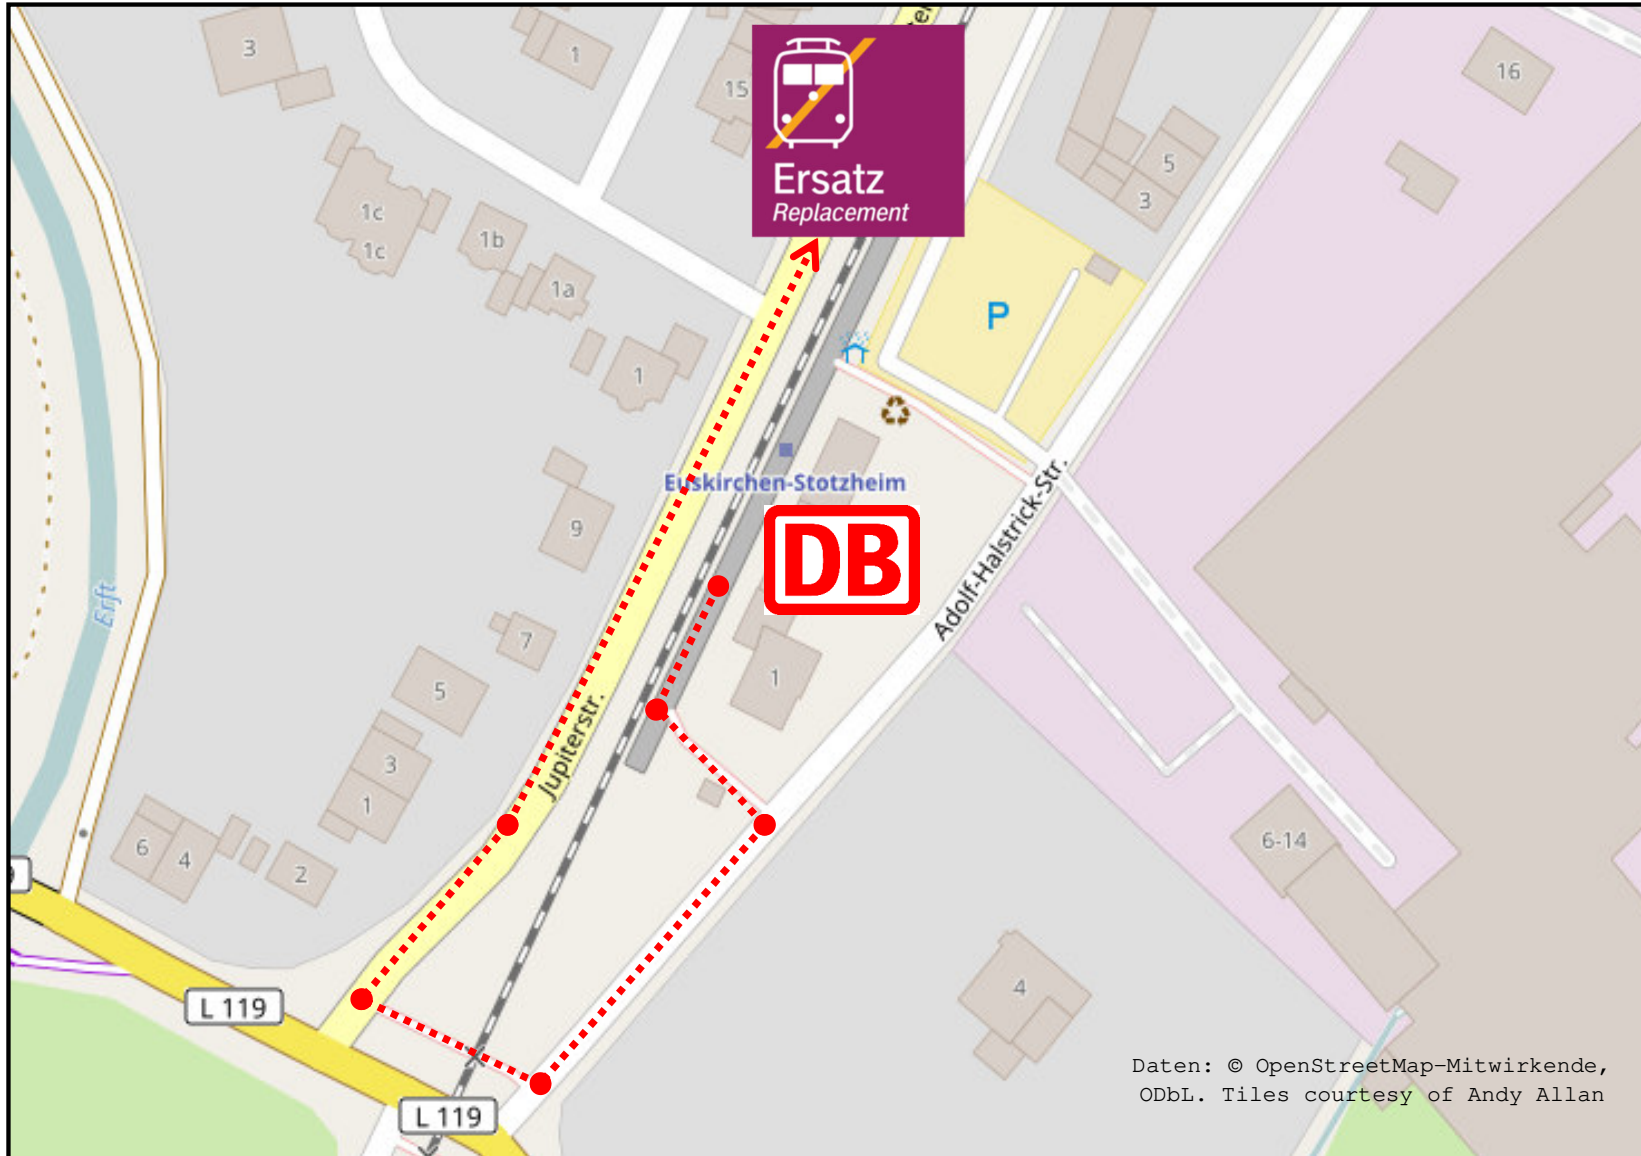 3
1
15
16
Ersatz
Replacement
5
3
1c
1c
1b
1a
P
1
Euskirchen-Stotzheim
DB
9
Adolf-Halstrick-Str.
Erft
7
1
5
Jupiterstr.
3
1
6
4
2
6-14
L 119
4
L 119
Daten: © OpenStreetMap-Mitwirkende,
ODbL. Tiles courtesy of Andy Allan